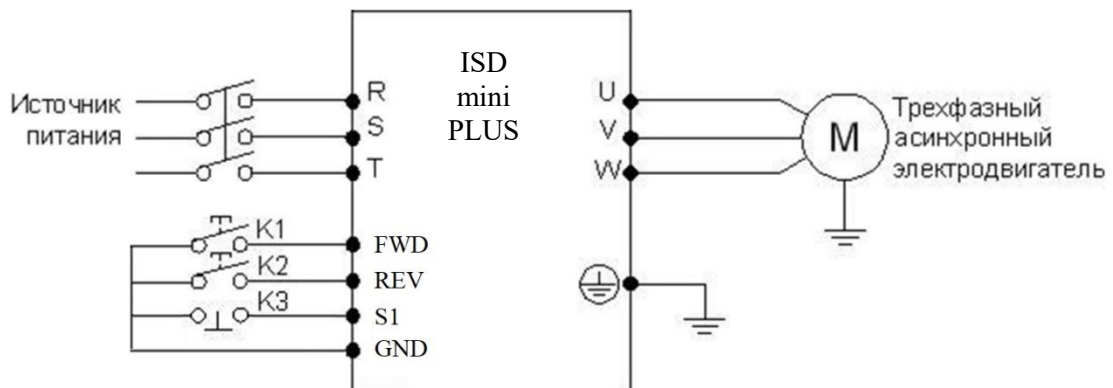 ISD
mini
PLUS
Источник
питания
R
S
T
U
V
W
M
Трехфазный
асинхронный
электродвигатель
K1
FWD
K2
REV
K3
S1
GND